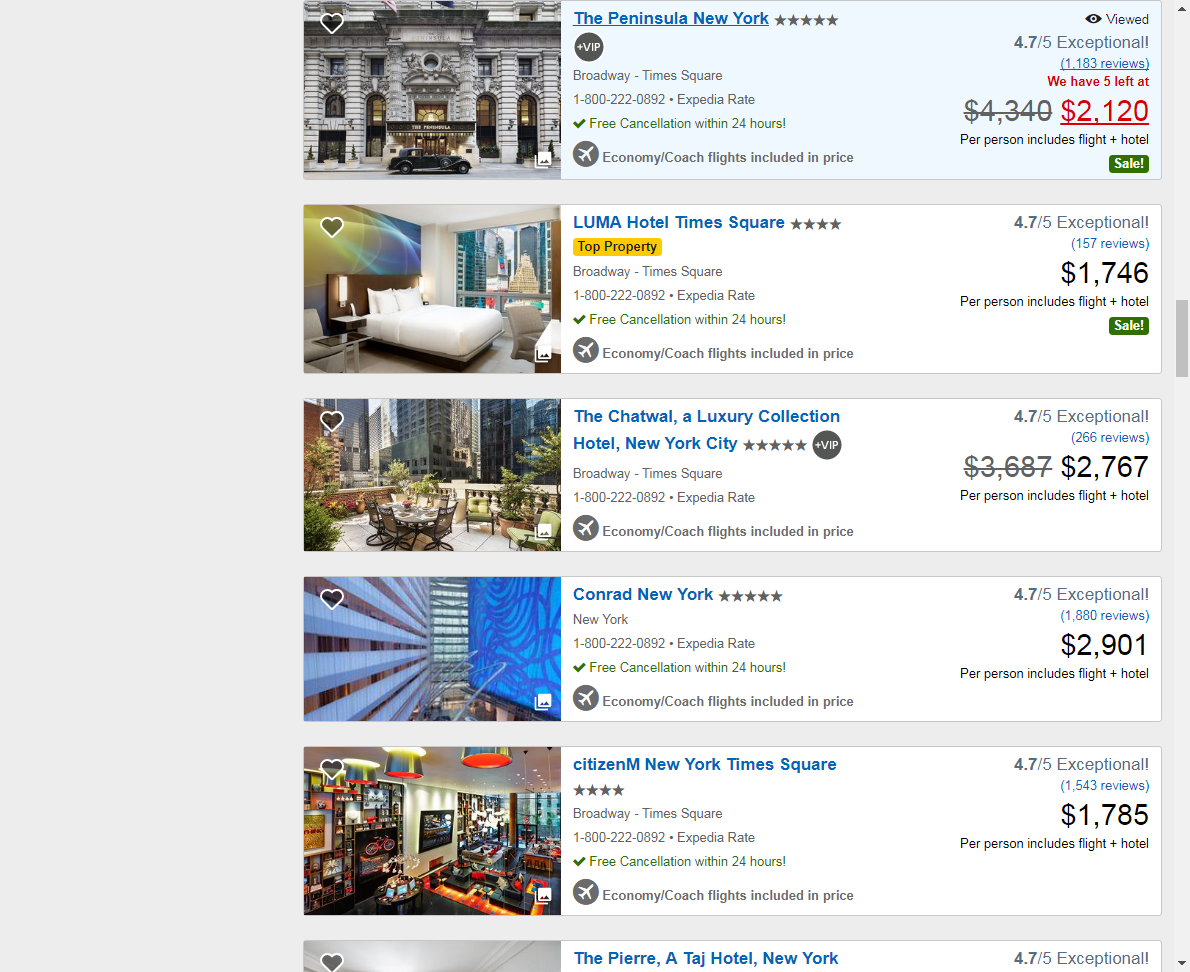 The Peninsula New York
Viewed
+VIP
4.7/5 Exceptional!
(1,183 reviews)
We have 5 left at
Broadway - Times Square
1-800-222-0892 • Expedia Rate
$4,340 $2,120
Free Cancellation within 24 hours!
Per person includes flight + hotel
Economy/Coach flights included in price
Sale!
THE PENINSULA
LUMA Hotel Times Square
4.7/5 Exceptional!
Top Property
(157 reviews)
Broadway - Times Square
$1,746
1-800-222-0892 • Expedia Rate
Per person includes flight + hotel
Free Cancellation within 24 hours!
Sale!
Economy/Coach flights included in price
The Chatwal, a Luxury Collection
Hotel, New York City
+VIP
4.7/5 Exceptional!
(266 reviews)
Broadway - Times Square
$3,687 $2,767
1-800-222-0892 • Expedia Rate
Per person includes flight + hotel
Economy/Coach flights included in price
Conrad New York
4.7/5 Exceptional!
New York
(1,880 reviews)
1-800-222-0892 • Expedia Rate
$2,901
Free Cancellation within 24 hours!
Per person includes flight + hotel
Economy/Coach flights included in price
citizenM New York Times Square
4.7/5 Exceptional!
(1,543 reviews)
Broadway - Times Square
$1,785
1-800-222-0892 • Expedia Rate
Per person includes flight + hotel
Free Cancellation within 24 hours!
Economy/Coach flights included in price
The Pierre, A Taj Hotel, New York
4.7/5 Exceptional!